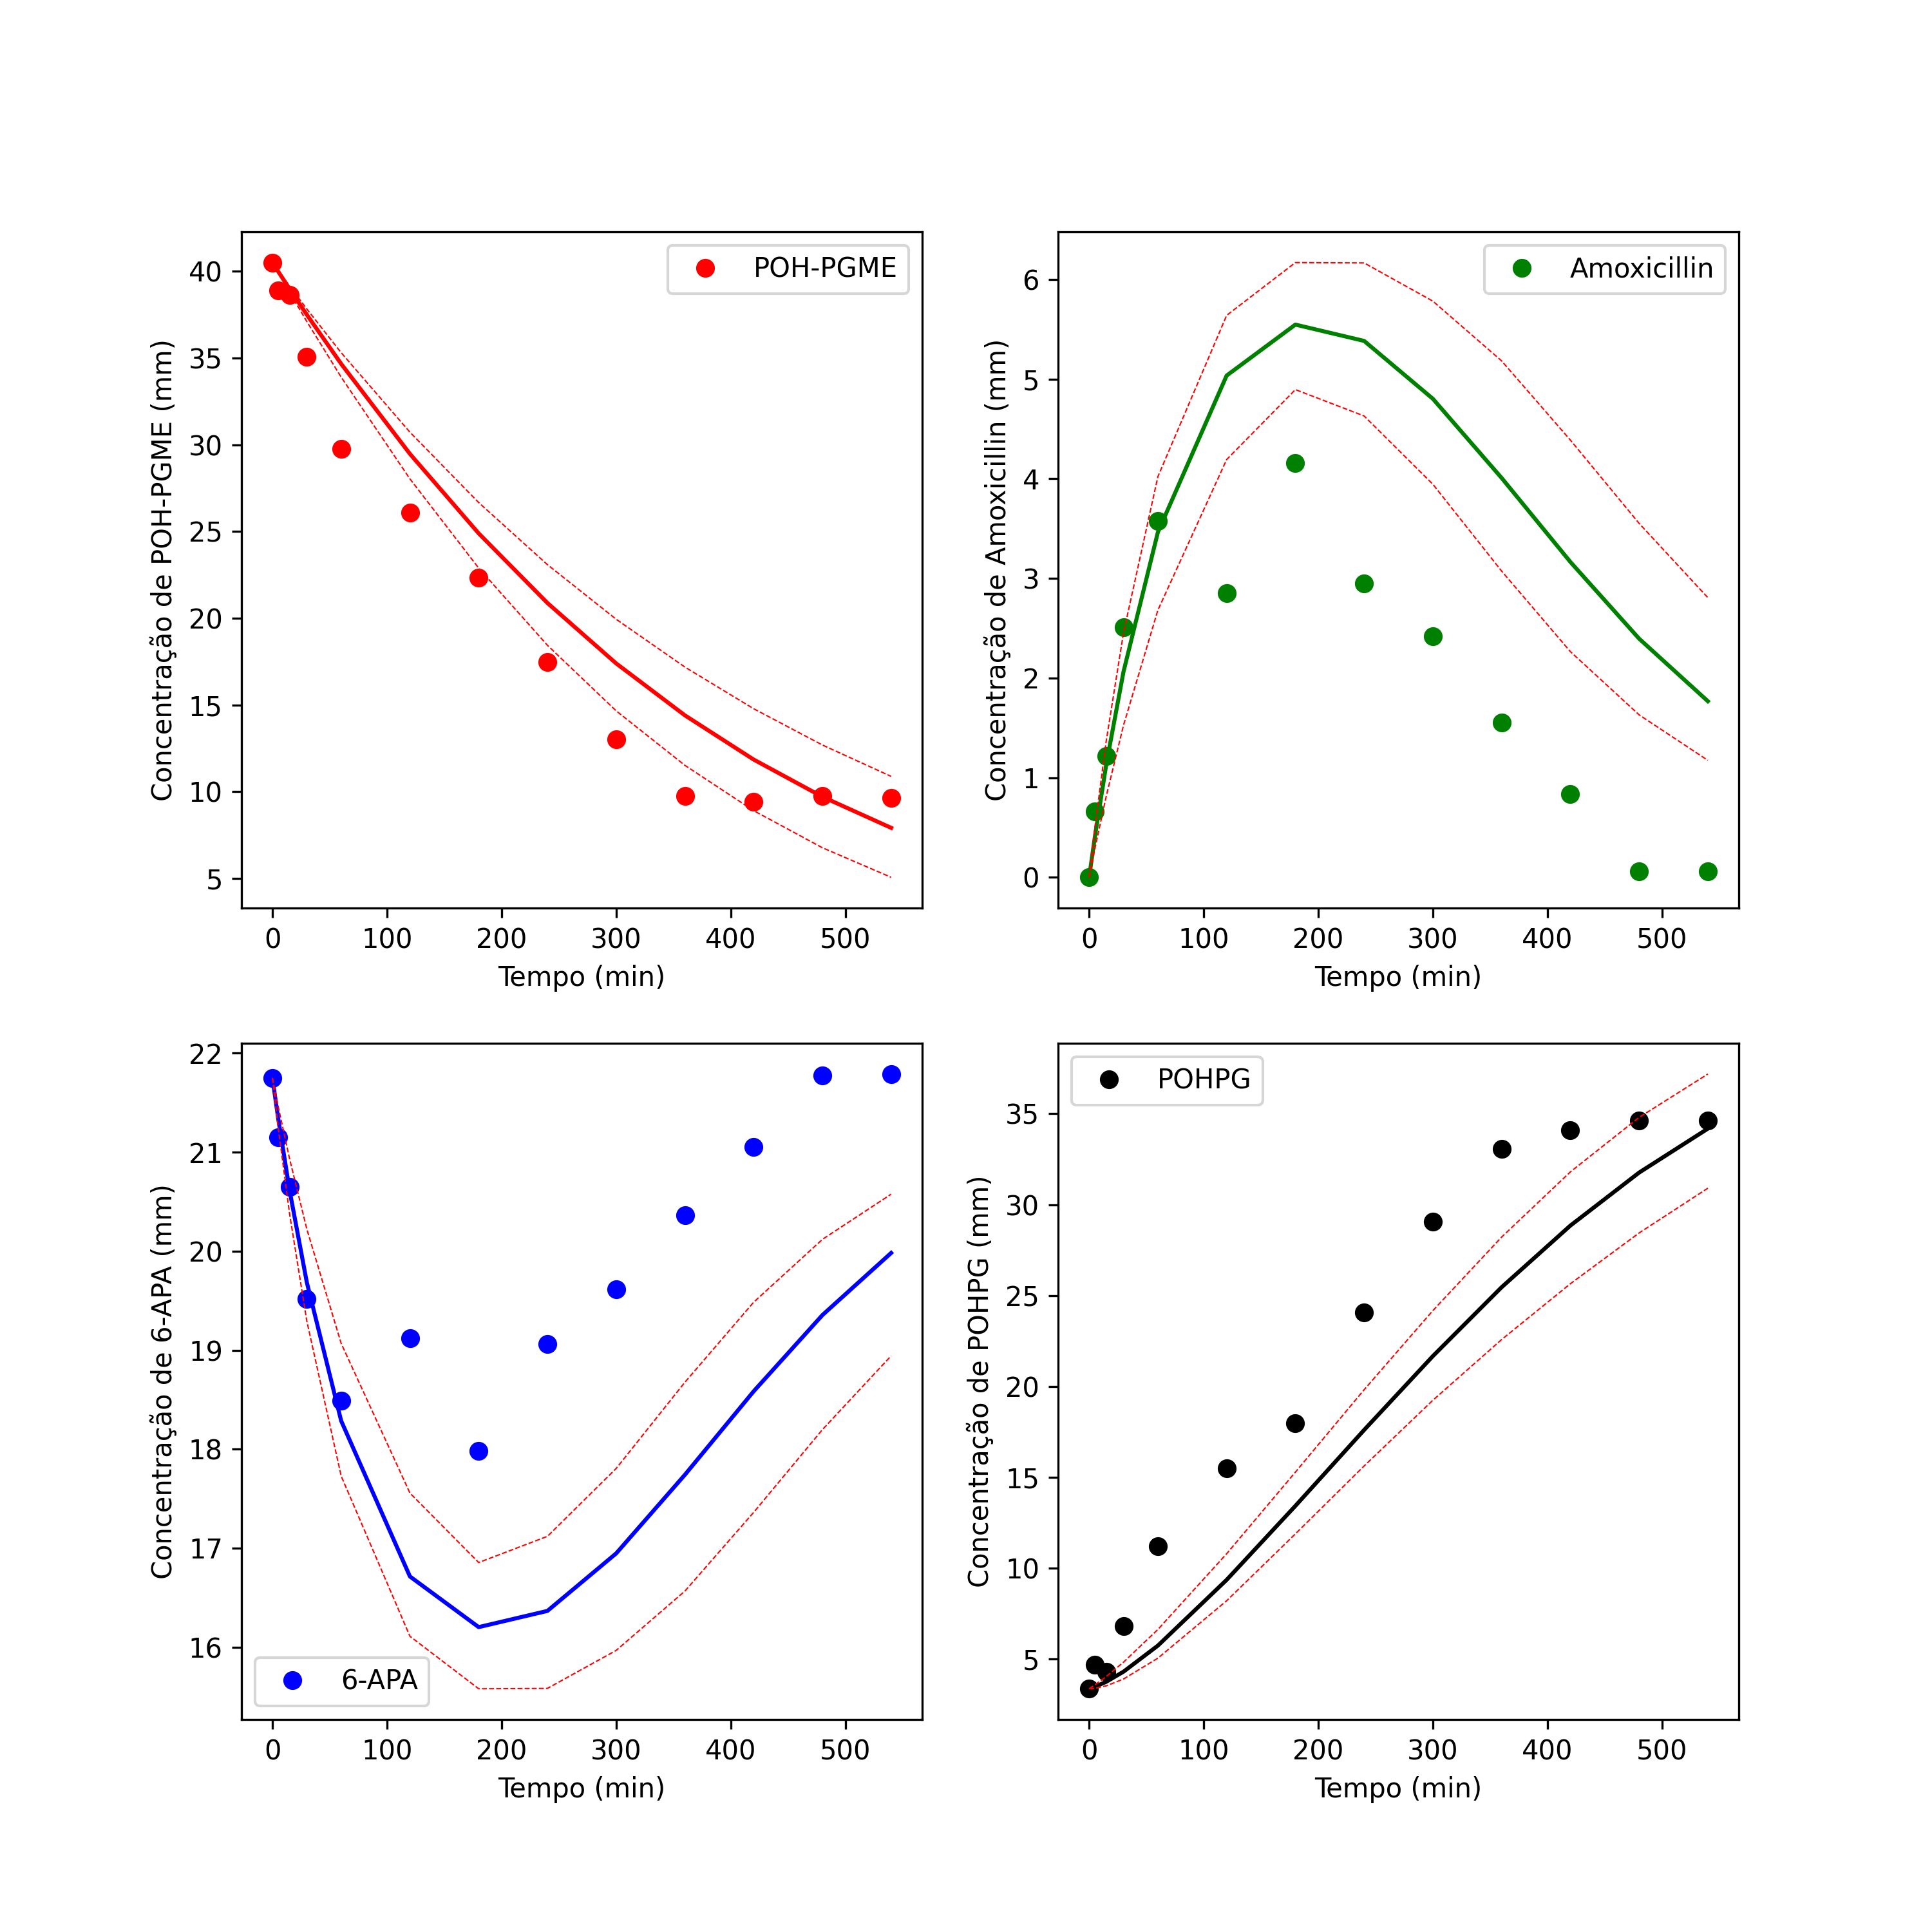 POH-PGME
Concentração de POH-PGME (mm)
40
35
30
25
20
15
10
5
0 100 200 300 400 500
Tempo (min)
Amoxicillin
Concentração de Amoxicillin (mm)
6
5
4
3
2
1
0
0 100 200 300 400 500
Tempo (min)
6-APA
Concentração de 6-APA (mm)
22
21
20
19
18
17
16
0 100 200 300 400 500
Tempo (min)
POHPG
Concentração de POHPG (mm)
35
30
25
20
15
10
5
0 100 200 300 400 500
Tempo (min)